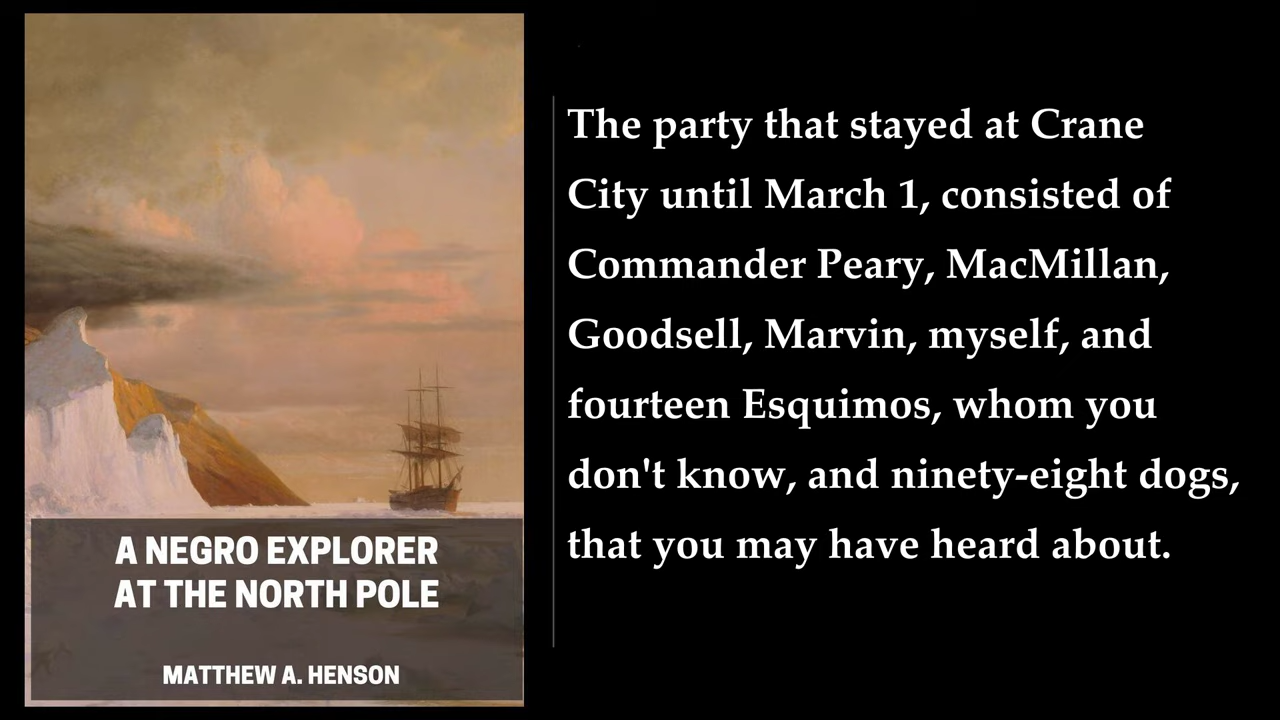 A NEGRO EXPLORER
AT THE NORTH POLE
MATTHEW A. HENSON
The party that stayed at Crane
City until March 1, consisted of
Commander Peary, MacMillan,
Goodsell, Marvin, myself, and
fourteen Esquimos, whom you
don't know, and ninety-eight dogs,
that you may have heard about.